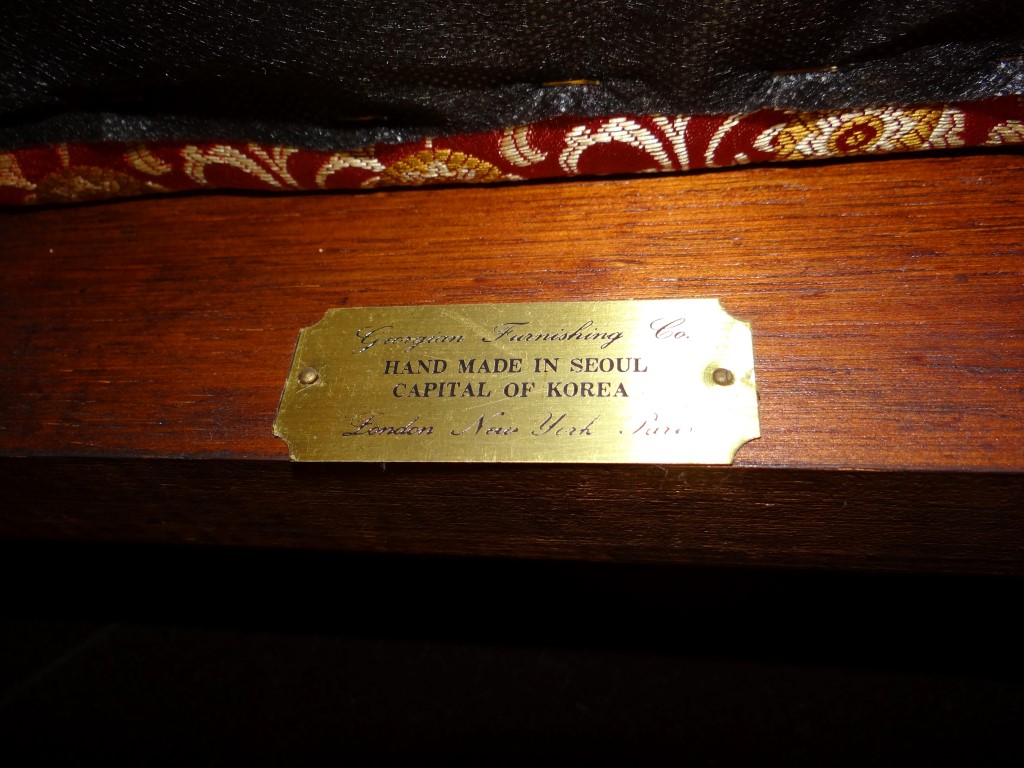 Georgian Furnishing Co.
HAND MADE IN SEOUL
CAPITAL OF KOREA
London New York Paris